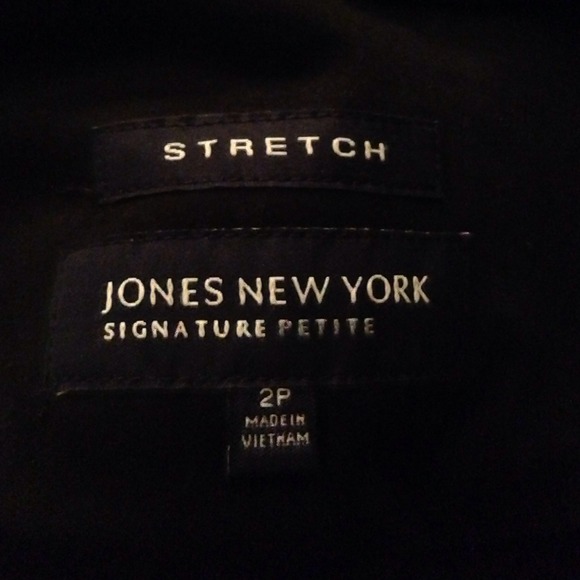 STRETCH
JONES NEW YORK
SIGNATURE PETITE
2P
MADE IN
VIETNAM